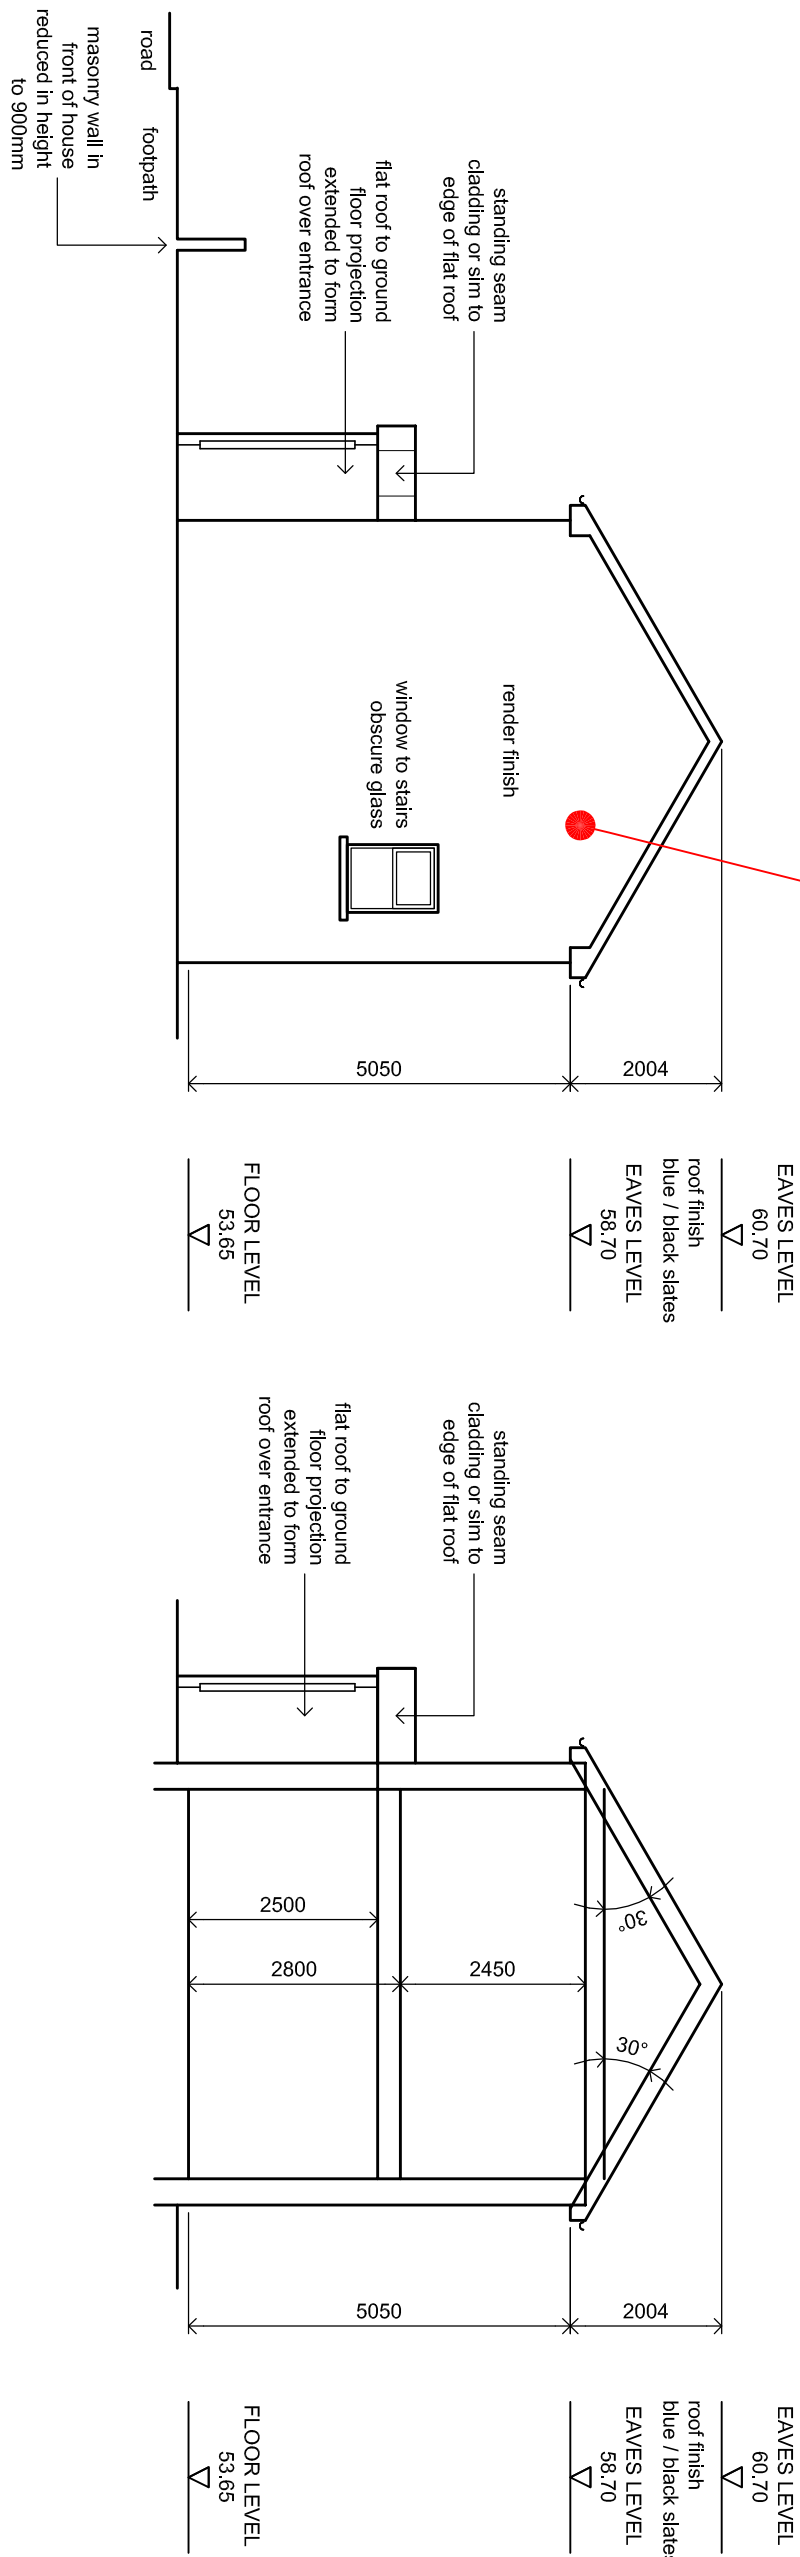 road
footpath
masonry wall in
front of house
reduced in height
to 900mm
standing seam
cladding or sim to
edge of flat roof
flat roof to ground
floor projection
extended to form
roof over entrance
render finish
window to stairs
obscure glass
2004
5050
EAVES LEVEL
60.70
roof finish
blue / black slates
EAVES LEVEL
58.70
FLOOR LEVEL
53.65
standing seam
cladding or sim to
edge of flat roof
flat roof to ground
floor projection
extended to form
roof over entrance
30°
30°
2450
2800
2500
2004
5050
EAVES LEVEL
60.70
roof finish
blue / black slates
EAVES LEVEL
58.70
FLOOR LEVEL
53.65